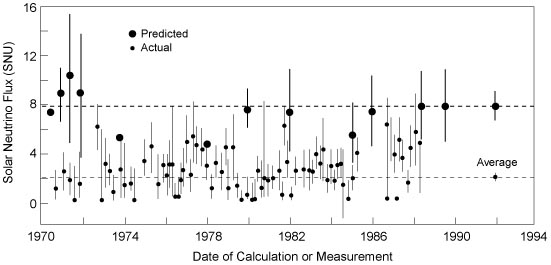 16
Predicted
Actual
12
Solar Neutrino Flux (SNU)
8
4
Average
0
1970 1974 1978 1982 1986 1990 1994
Date of Calculation or Measurement